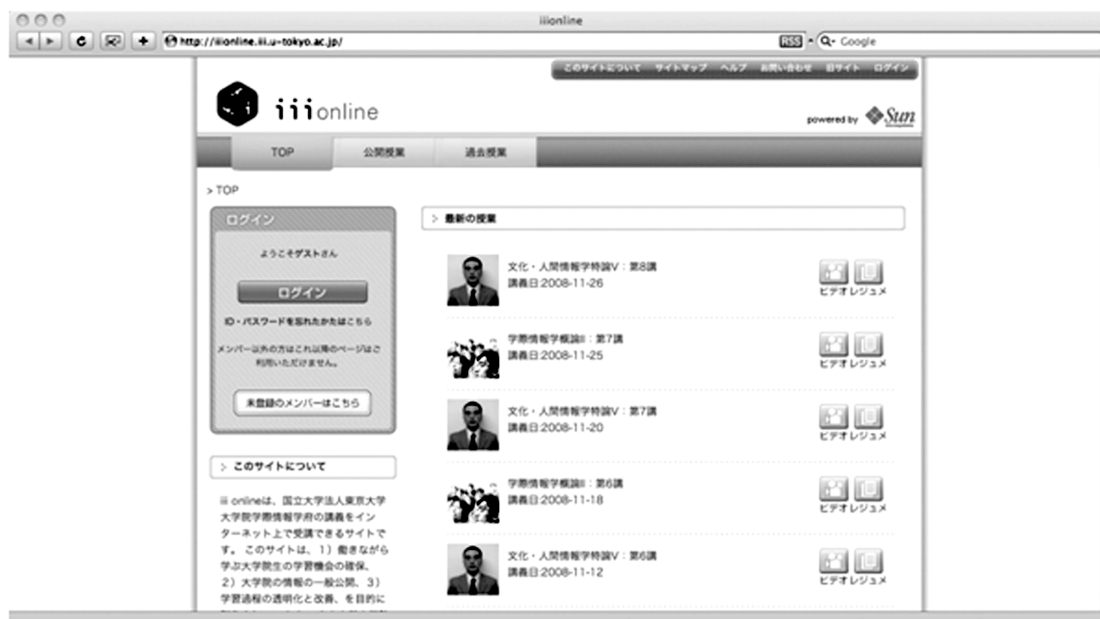 iiionline
http://iiionline.iii.u-tokyo.ac.jp/
RSS
Google
このサイトについて サイトマップ ヘルプ お問い合わせ 旧サイト ログイン
iiionline
powered by Sun
TOP 公開授業 過去授業
> TOP
ログイン
ようこそゲストさん
ログイン
ID・パスワードを忘れたかたはこちら
メンバー以外の方はこれ以降のページはご
利用いただけません。
未登録のメンバーはこちら
> このサイトについて
iii onlineは、国立大学法人東京大学
大学院学際情報学府の講義をイン
ターネット上で受講できるサイトで
す。 このサイトは、1）働きながら
学ぶ大学院生の学習機会の確保、
2）大学院の情報の一般公開、3）
学習過程の透明化と改善、を目的に
> 最新の授業
文化・人間情報学特論V：第8講
講義日:2008-11-26
ビデオ レジュメ
学際情報学概論II：第7講
講義日:2008-11-25
ビデオ レジュメ
文化・人間情報学特論V：第7講
講義日:2008-11-20
ビデオ レジュメ
学際情報学概論II：第6講
講義日:2008-11-18
ビデオ レジュメ
文化・人間情報学特論V：第6講
講義日:2008-11-12
ビデオ レジュメ